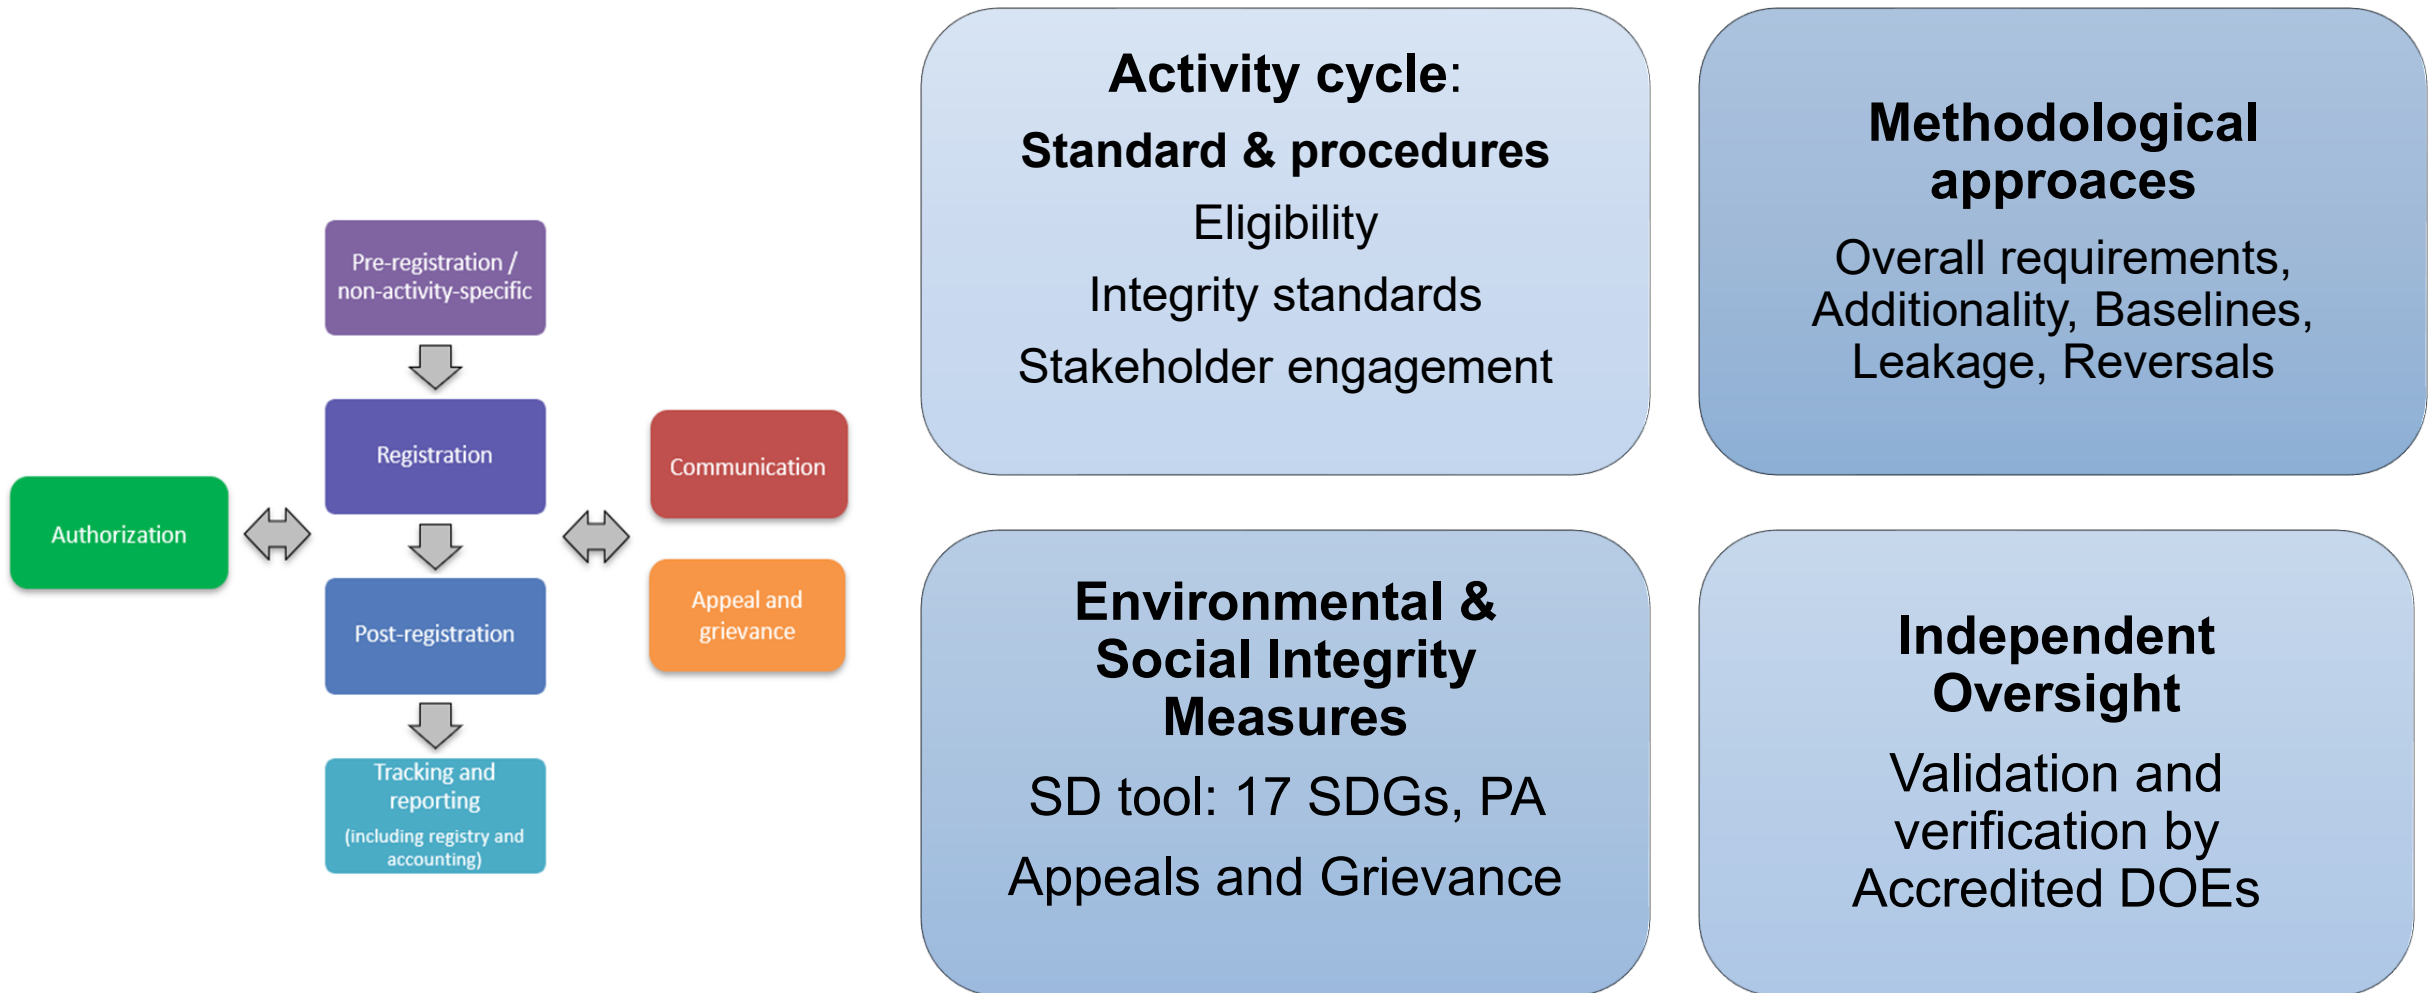 Pre-registration /
non-activity-specific
Registration
Authorization
Communication
Post-registration
Appeal and
grievance
Tracking and
reporting
(including registry and
accounting)
Activity cycle:
Standard & procedures
Eligibility
Integrity standards
Stakeholder engagement
Methodological
approaces
Overall requirements,
Additionality, Baselines,
Leakage, Reversals
Environmental &
Social Integrity
Measures
SD tool: 17 SDGs, PA
Appeals and Grievance
Independent
Oversight
Validation and
verification by
Accredited DOEs